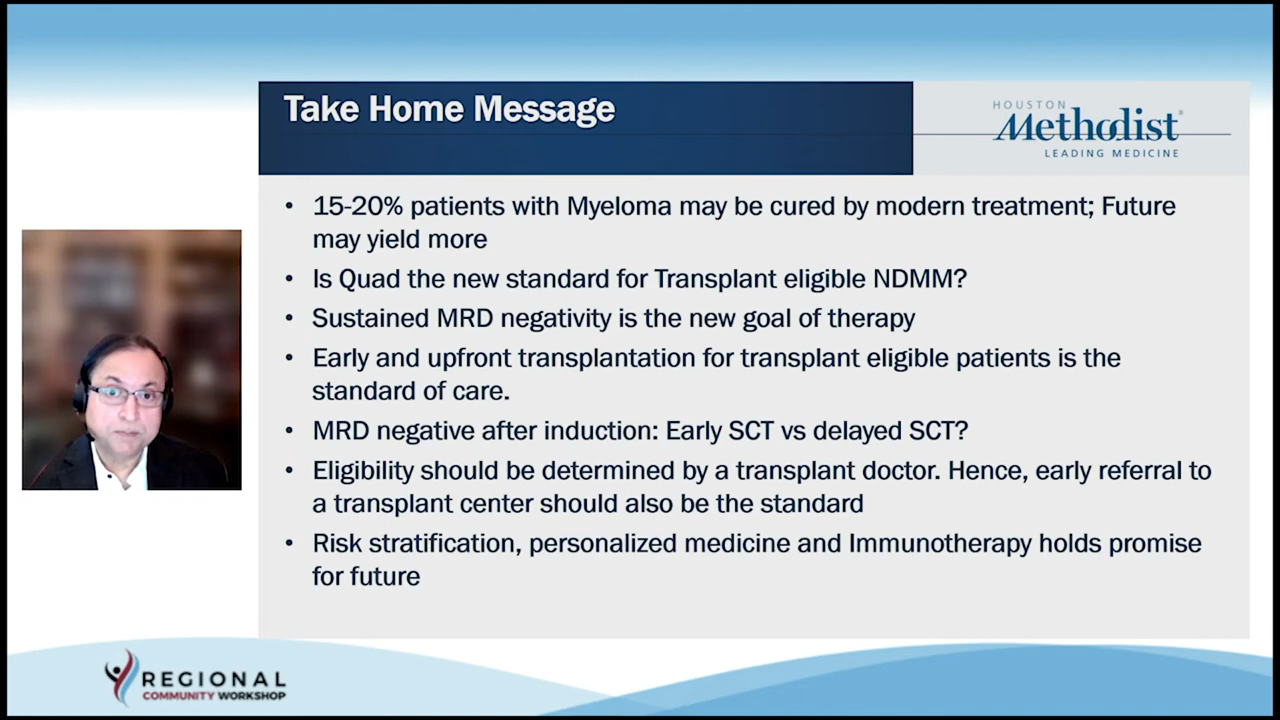 Take Home Message
HOUSTON
Methodist
LEADING MEDICINE
• 15-20% patients with Myeloma may be cured by modern treatment; Future
may yield more
• Is Quad the new standard for Transplant eligible NDMM?
• Sustained MRD negativity is the new goal of therapy
• Early and upfront transplantation for transplant eligible patients is the
standard of care.
• MRD negative after induction: Early SCT vs delayed SCT?
• Eligibility should be determined by a transplant doctor. Hence, early referral to
a transplant center should also be the standard
• Risk stratification, personalized medicine and Immunotherapy holds promise
for future
REGIONAL
COMMUNITY WORKSHOP